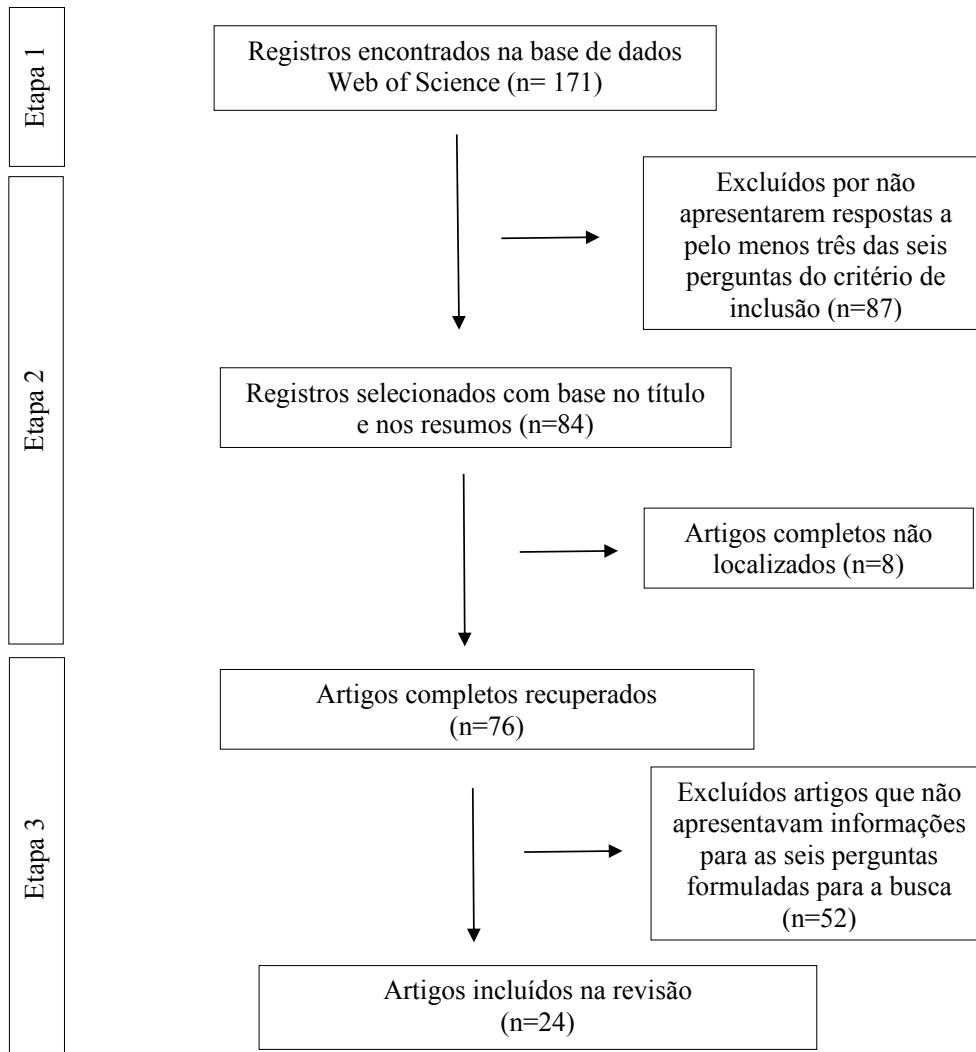 Etapa 1
Registros encontrados na base de dados
Web of Science (n= 171)
Etapa 2
Excluídos por não
apresentarem respostas a
pelo menos três das seis
perguntas do critério de
inclusão (n=87)
Registros selecionados com base no título
e nos resumos (n=84)
Artigos completos não
localizados (n=8)
Etapa 3
Artigos completos recuperados
(n=76)
Excluídos artigos que não
apresentavam informações
para as seis perguntas
formuladas para a busca
(n=52)
Artigos incluídos na revisão
(n=24)